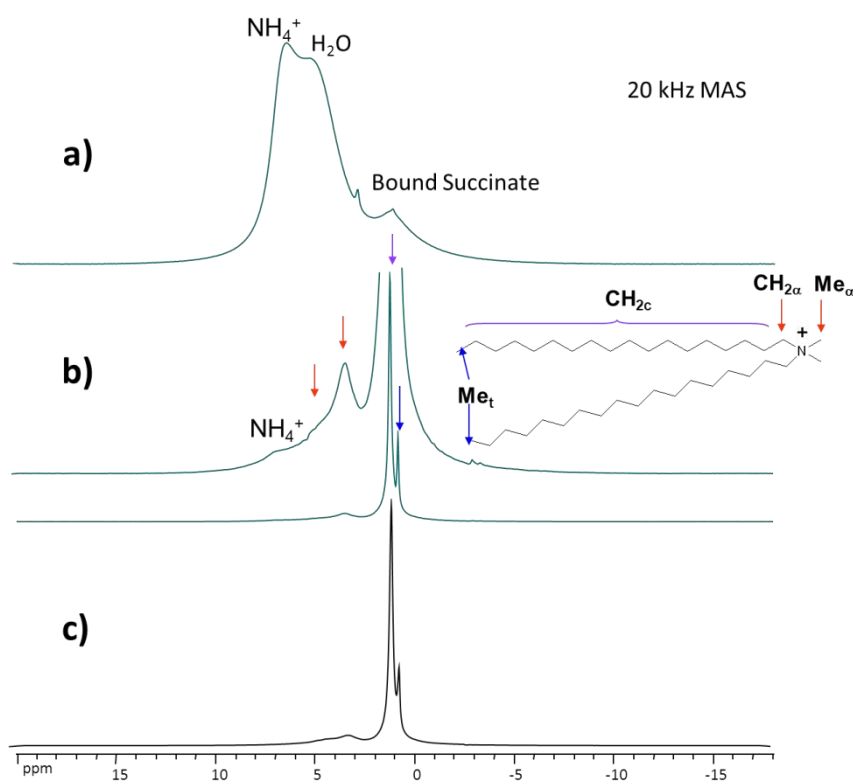 NH₄⁺
H₂O
20 kHz MAS
a)
Bound Succinate
CH₂α Meα
CH₂c
+
N
b)
Meₜ
NH₄⁺
c)
ppm 15 10 5 0 -5 -10 -15